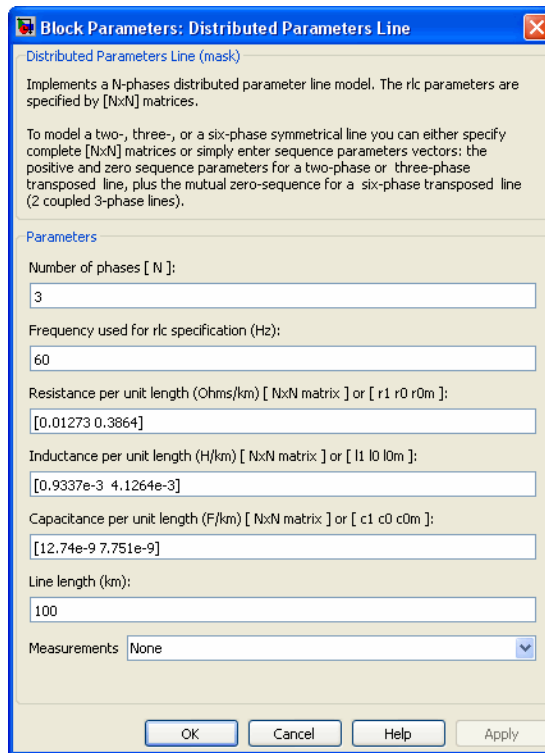 Block Parameters: Distributed Parameters Line
Distributed Parameters Line (mask)
Implements a N-phases distributed parameter line model. The rlc parameters are
specified by [NxN] matrices.
To model a two-, three-, or a six-phase symmetrical line you can either specify
complete [NxN] matrices or simply enter sequence parameters vectors: the
positive and zero sequence parameters for a two-phase or three-phase
transposed line, plus the mutual zero-sequence for a six-phase transposed line
(2 coupled 3-phase lines).
Parameters
Number of phases [ N ]:
3
Frequency used for rlc specification (Hz):
60
Resistance per unit length (Ohms/km) [ NxN matrix ] or [ r1 r0 r0m ]:
[0.01273 0.3864]
Inductance per unit length (H/km) [ NxN matrix ] or [ l1 l0 l0m ]:
[0.9337e-3 4.1264e-3]
Capacitance per unit length (F/km) [ NxN matrix ] or [ c1 c0 c0m ]:
[12.74e-9 7.751e-9]
Line length (km):
100
Measurements None
OK Cancel Help Apply